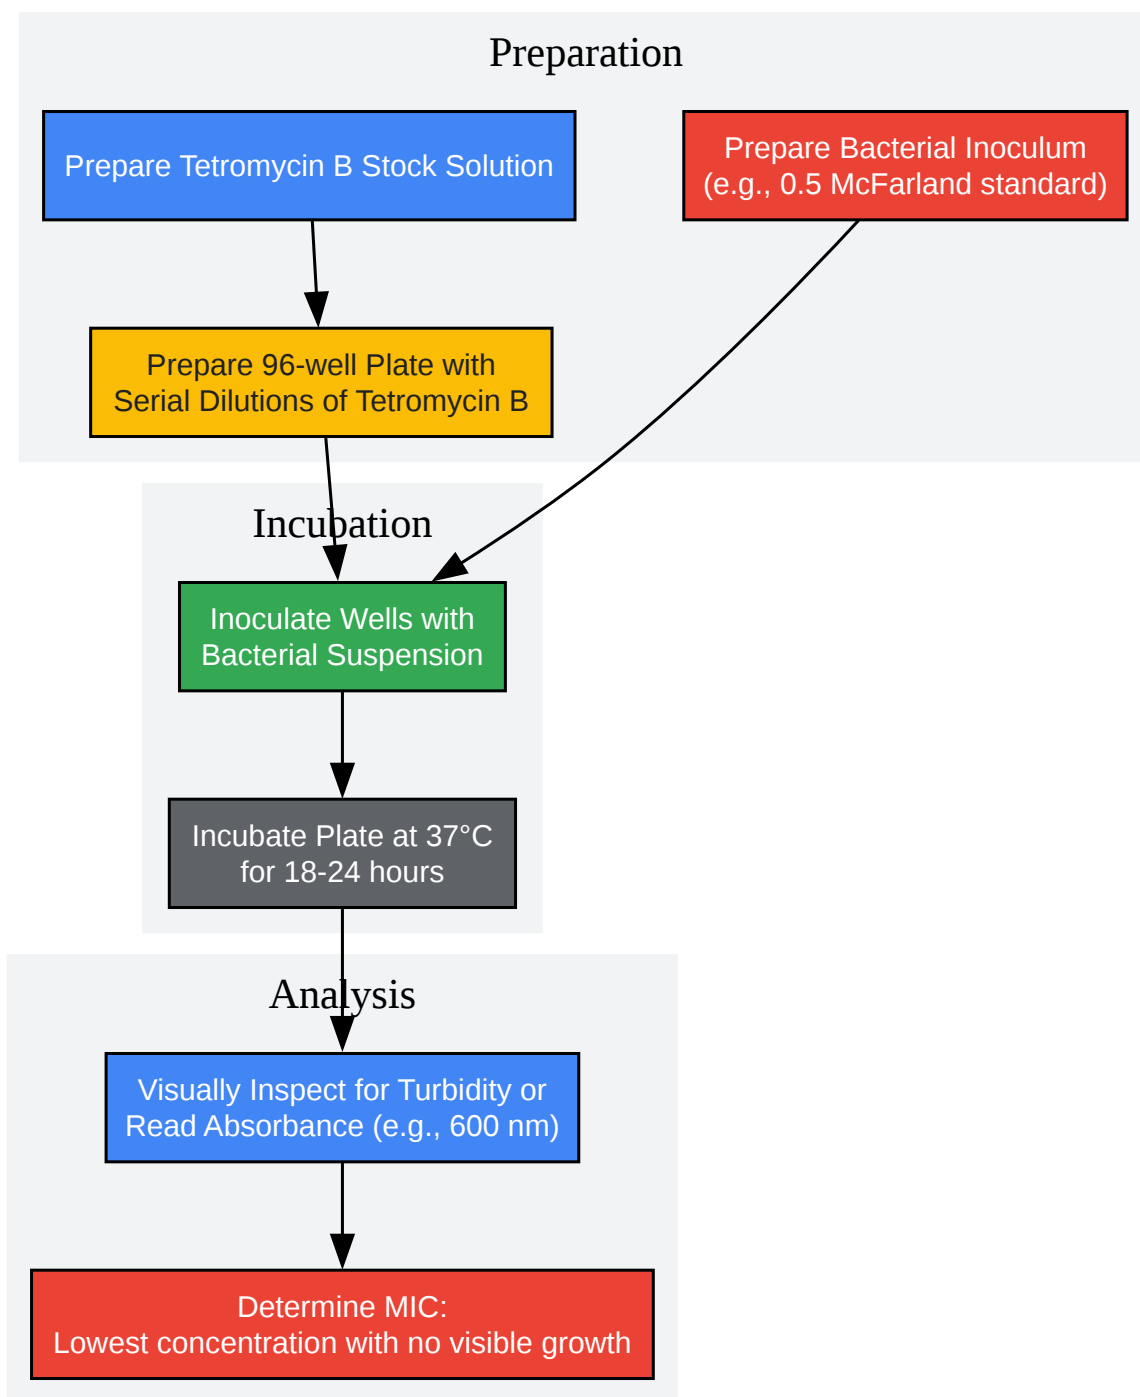 Preparation
Prepare Tetromycin B Stock Solution
Prepare Bacterial Inoculum
(e.g., 0.5 McFarland standard)
Prepare 96-well Plate with
Serial Dilutions of Tetromycin B
Incubation
Inoculate Wells with
Bacterial Suspension
Incubate Plate at 37°C
for 18-24 hours
Analysis
Visually Inspect for Turbidity or
Read Absorbance (e.g., 600 nm)
Determine MIC:
Lowest concentration with no visible growth